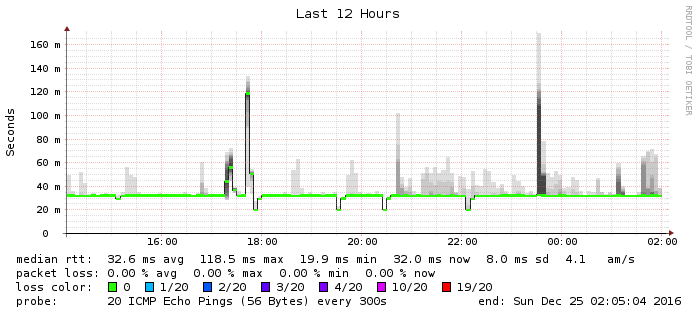 Last 12 Hours
RRDTOOL / TOBI OETIKER
Seconds
160 m
140 m
120 m
100 m
80 m
60 m
40 m
20 m
0
16:00 18:00 20:00 22:00 00:00 02:00
median rtt: 32.6 ms avg 118.5 ms max 19.9 ms min 32.0 ms now 8.0 ms sd 4.1 am/s
packet loss: 0.00 % avg 0.00 % max 0.00 % min 0.00 % now
loss color: 0 1/20 2/20 3/20 4/20 10/20 19/20
probe: 20 ICMP Echo Pings (56 Bytes) every 300s end: Sun Dec 25 02:05:04 2016